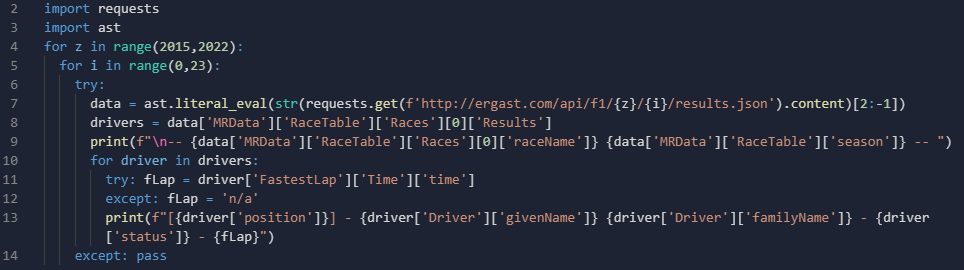 2 import requests
3 import ast
4 for z in range(2015,2022):
5 for i in range(0,23):
6 try:
7 data = ast.literal_eval(str(requests.get(f'http://ergast.com/api/f1/{z}/{i}/results.json').content)[2:-1])
8 drivers = data['MRData']['RaceTable']['Races'][0]['Results']
9 print(f"\n-- {data['MRData']['RaceTable']['Races'][0]['raceName']} {data['MRData']['RaceTable']['season']} -- ")
10 for driver in drivers:
11 try: fLap = driver['FastestLap']['Time']['time']
12 except: fLap = 'n/a'
13 print(f"[{driver['position']}] - {driver['Driver']['givenName']} {driver['Driver']['familyName']} - {driver
['status']} - {fLap}")
14 except: pass